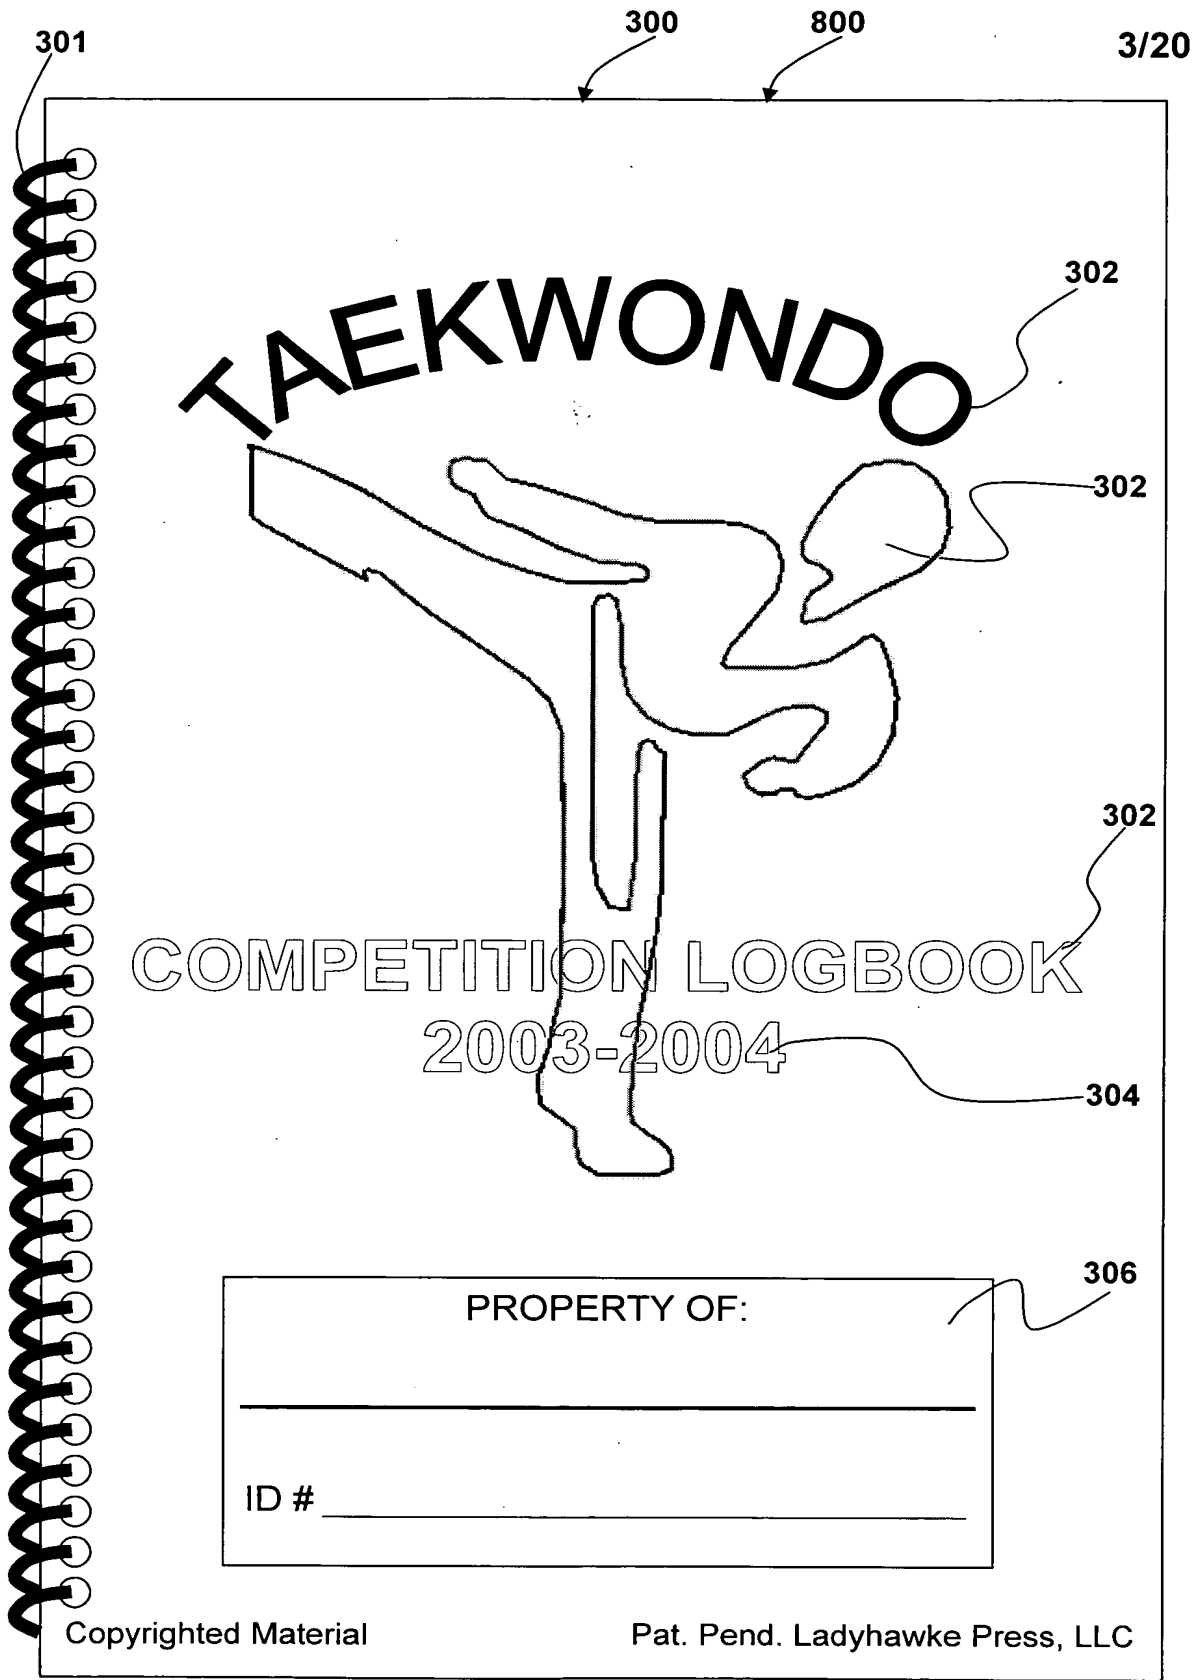 301
300
800
3/20
TAEKWONDO
302
302
302
COMPETITION LOGBOOK
2003-2004
304
306
PROPERTY OF:
ID #
Copyrighted Material
Pat. Pend. Ladyhawke Press, LLC